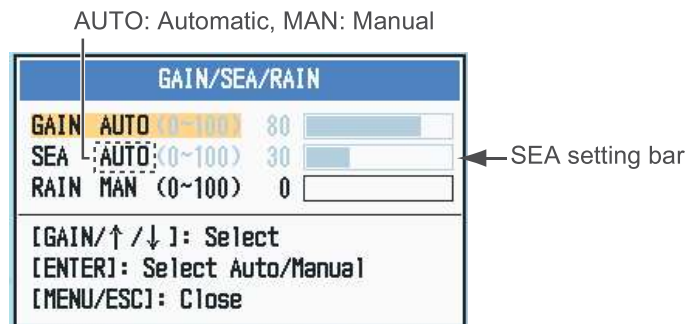 AUTO: Automatic, MAN: Manual
GAIN/SEA/RAIN
GAIN AUTO (0~100) 80
SEA AUTO (0~100) 30
SEA setting bar
RAIN MAN (0~100) 0
[GAIN/↑/↓]: Select
[ENTER]: Select Auto/Manual
[MENU/ESC]: Close